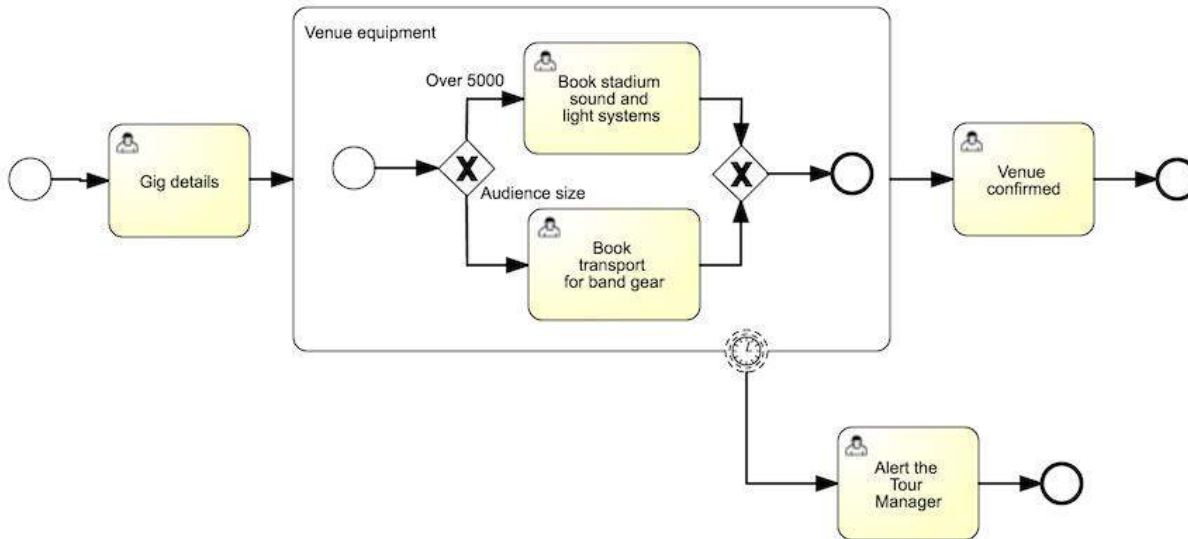 Venue equipment
Over 5000
Book stadium
sound and
light systems
Gig details
Audience size
Book
transport
for band gear
Venue
confirmed
Alert the
Tour
Manager